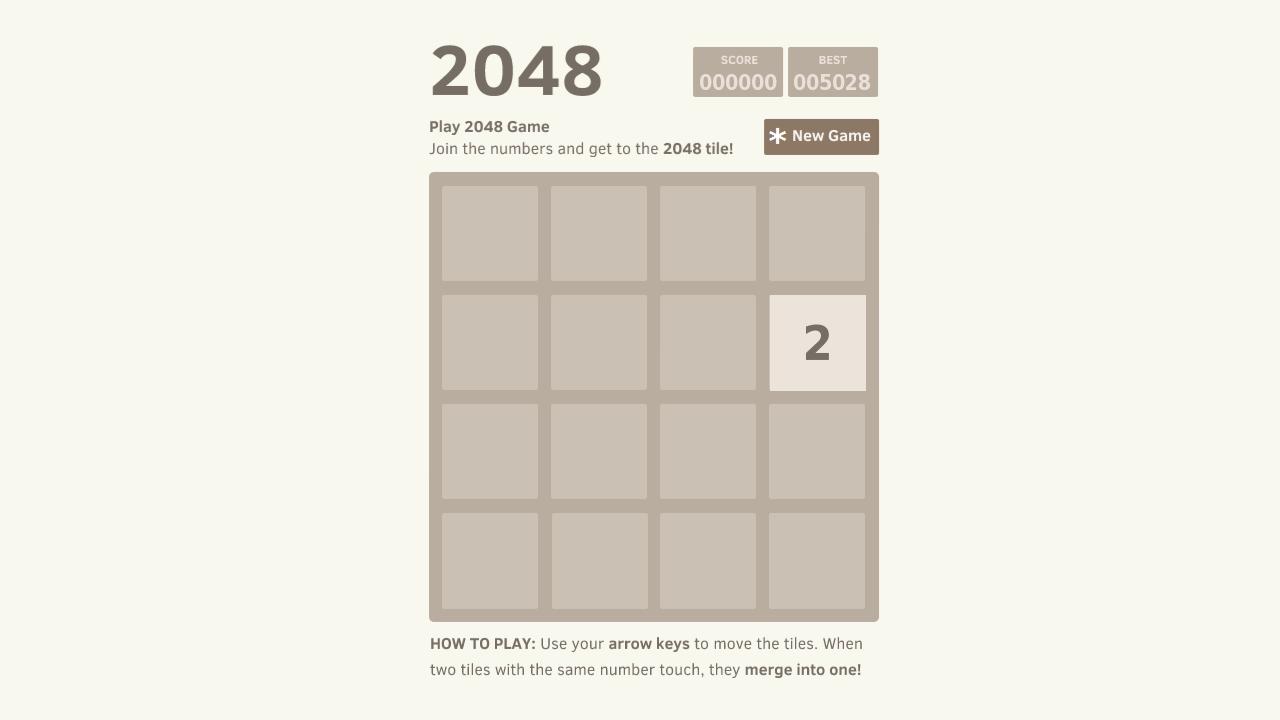 2048
SCORE
000000
BEST
005028
Play 2048 Game
Join the numbers and get to the 2048 tile!
New Game
2
HOW TO PLAY: Use your arrow keys to move the tiles. When
two tiles with the same number touch, they merge into one!